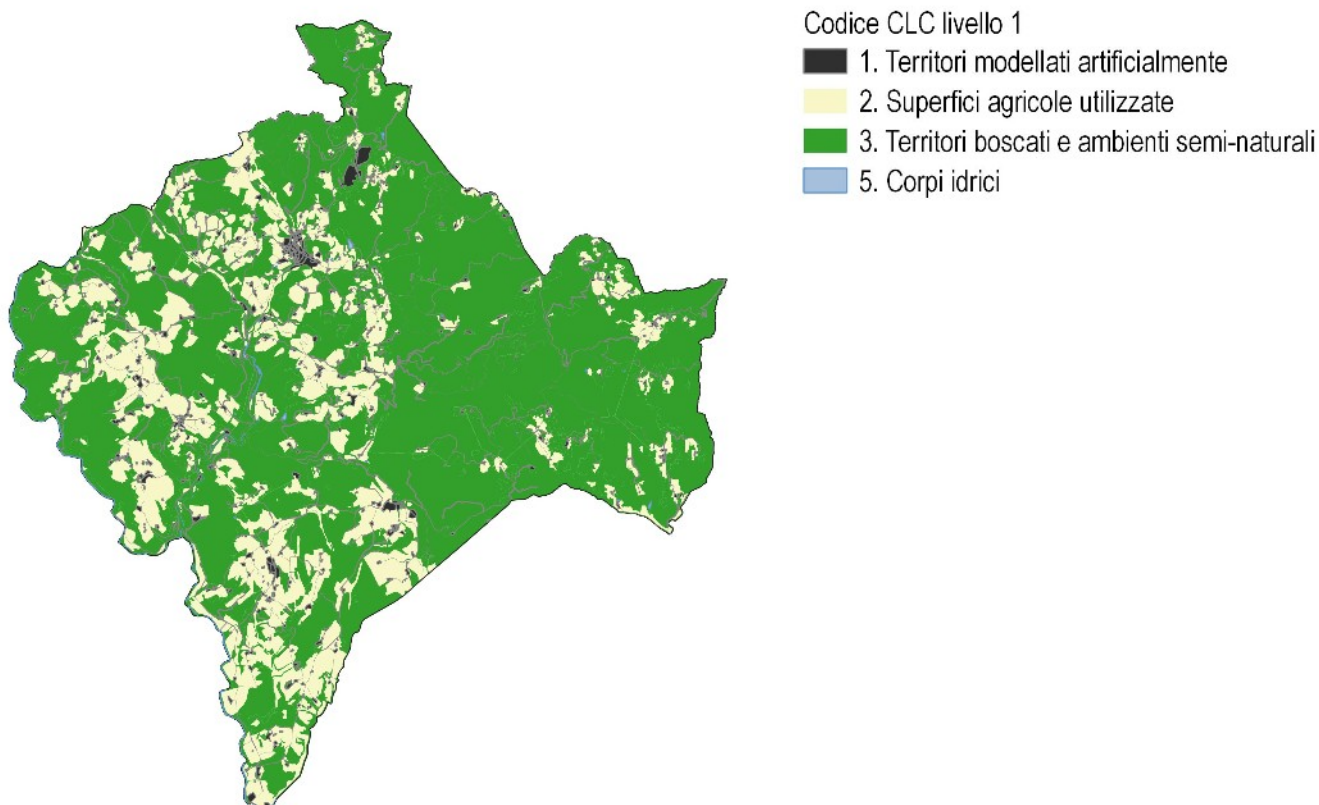 Codice CLC livello 1
1. Territori modellati artificialmente
2. Superfici agricole utilizzate
3. Territori boscati e ambienti semi-naturali
5. Corpi idrici